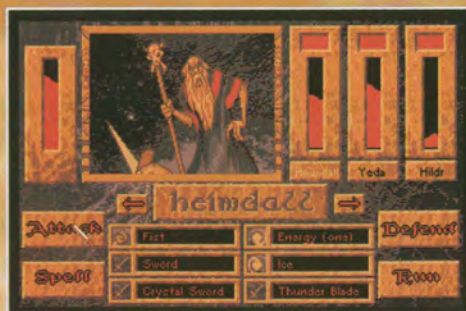 Yoda Hildr
heimdall
Attack Defend
Fist Energy (one)
Sword Ice
Spell Run
Crystal Sword Thunder Blade